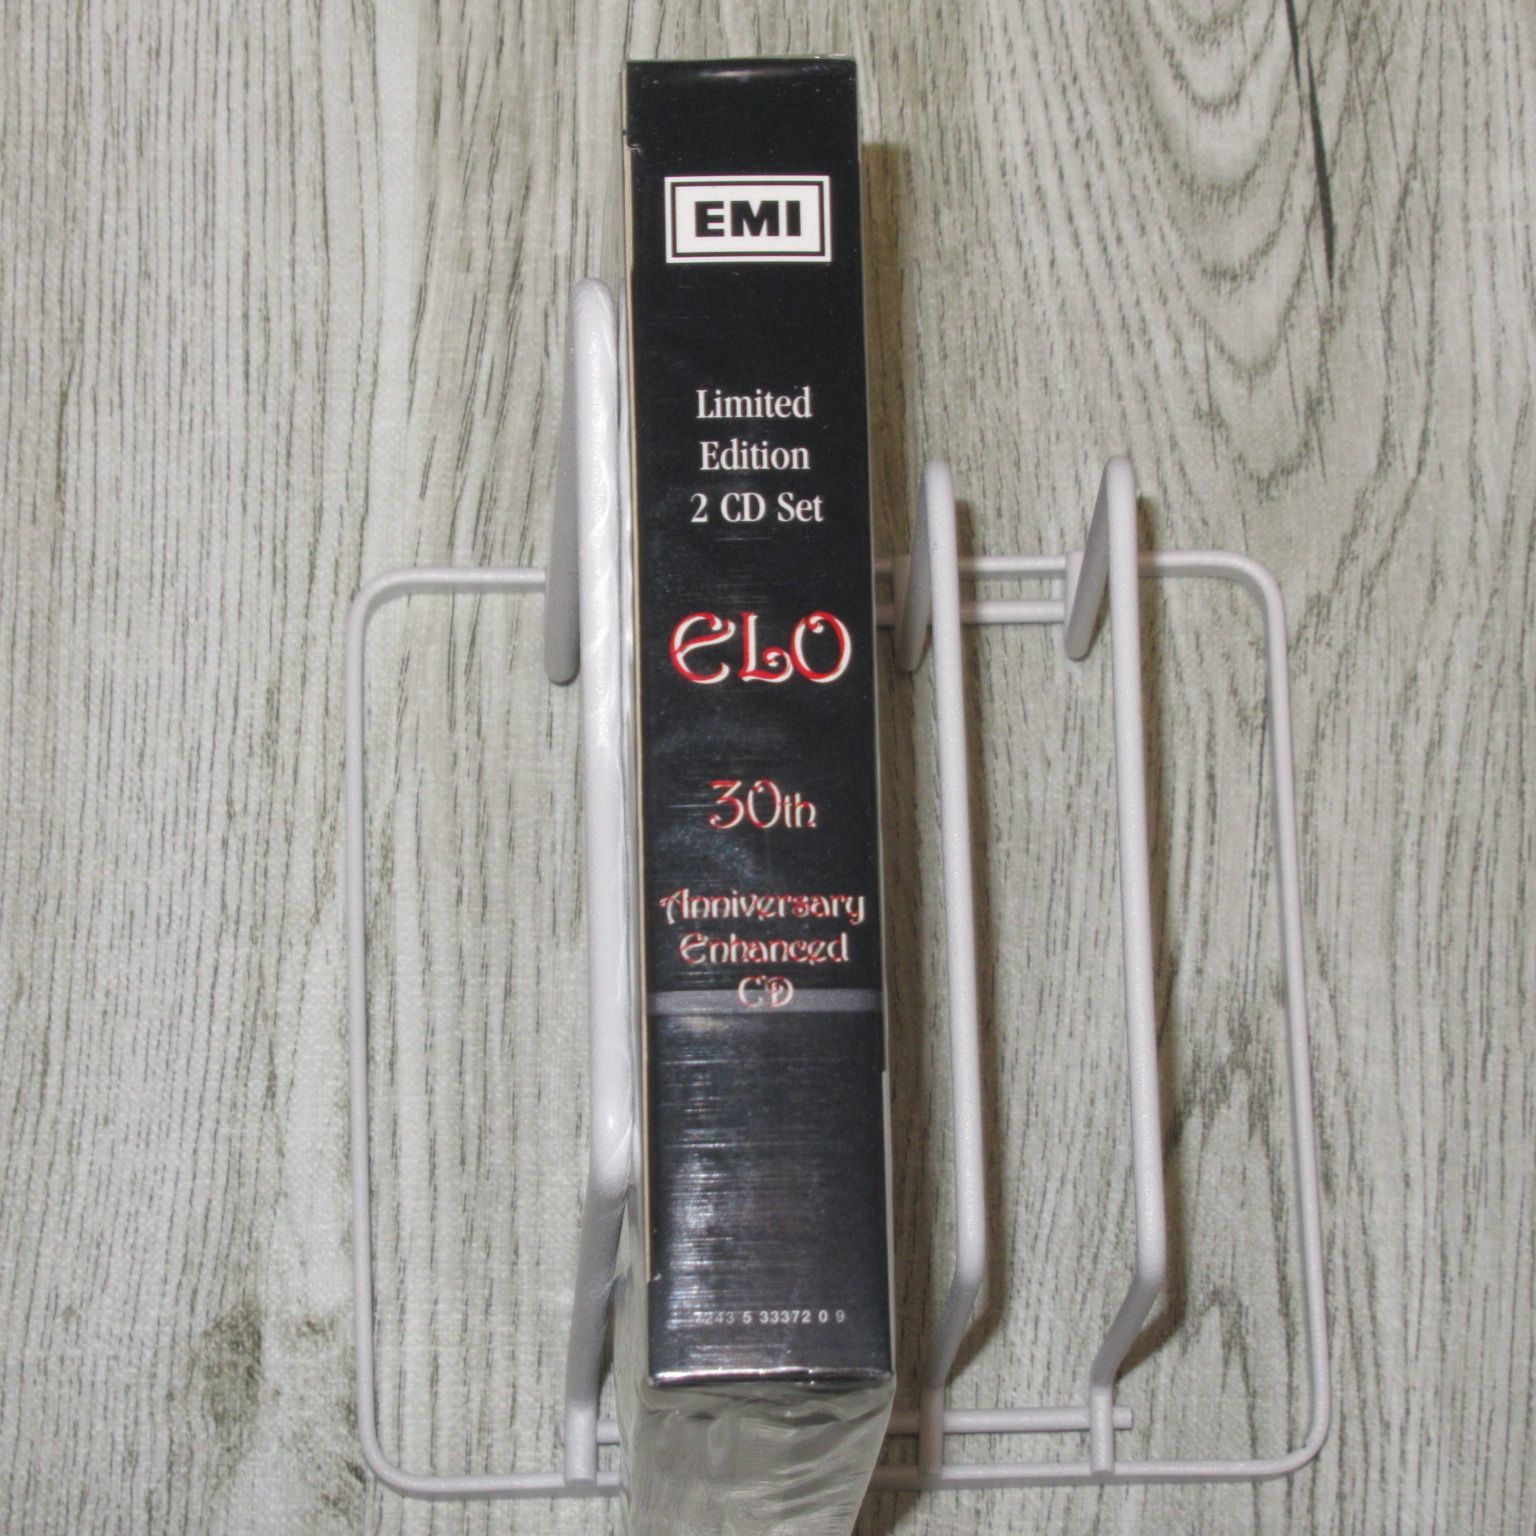 EMI
Limited
Edition
2 CD Set
ELO
30th
Anniversary
Enhanced
CD
7243 5 33372 0 9